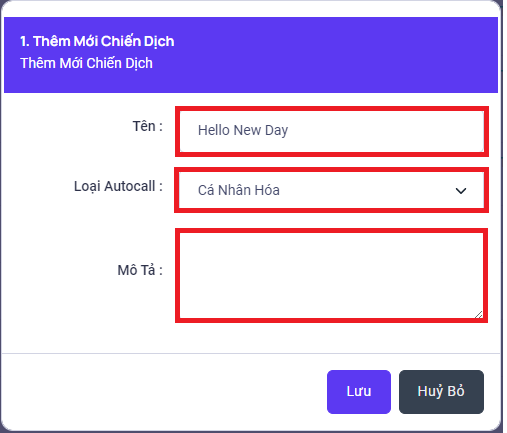 1. Thêm Mới Chiến Dịch
Thêm Mới Chiến Dịch
Tên : Hello New Day
Loại Autocall : Cá Nhân Hóa
Mô Tả :
Lưu Huỷ Bỏ